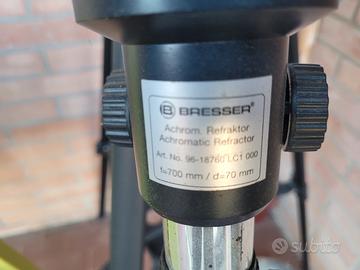 BRESSER
Achrom. Refraktor
Achromatic Refractor
Art. No. 96-18760 LC1 000
f=700 mm / d=70 mm
subito